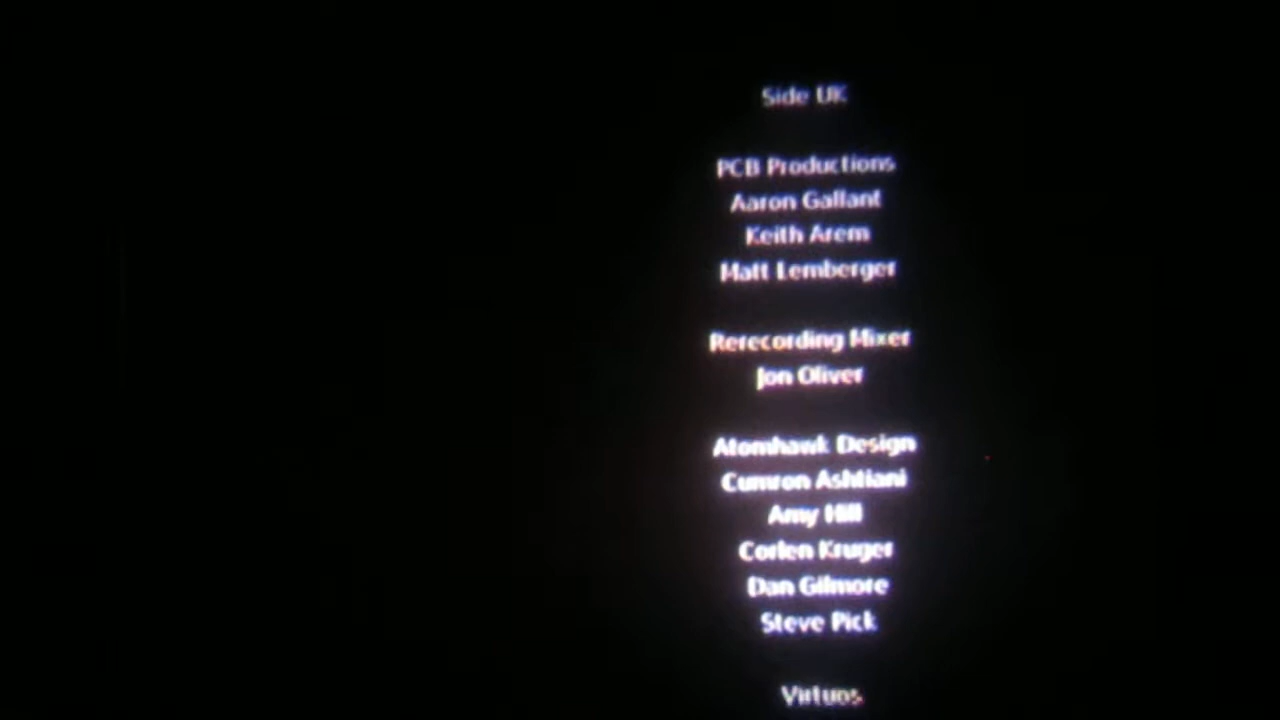 Side UK
PCB Productions
Aaron Gallant
Keith Arem
Matt Lemberger
Rerecording Mixer
Jon Oliver
Atomhawk Design
Cumron Ashtiani
Amy Hill
Corlen Kruger
Dan Gilmore
Steve Pick
Virtuos